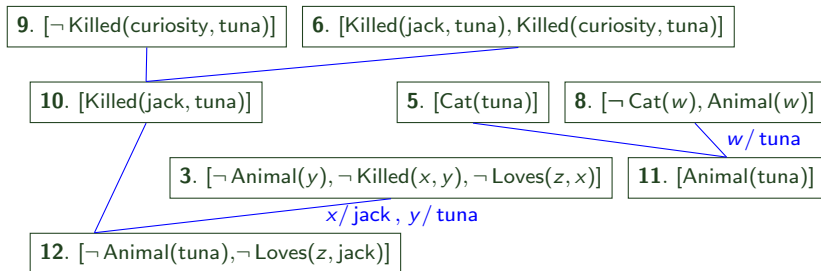 9. [¬ Killed(curiosity, tuna)]
6. [Killed(jack, tuna), Killed(curiosity, tuna)]
10. [Killed(jack, tuna)]
5. [Cat(tuna)]
8. [¬ Cat(w), Animal(w)]
w/ tuna
3. [¬ Animal(y), ¬ Killed(x, y), ¬ Loves(z, x)]
11. [Animal(tuna)]
x/ jack , y/ tuna
12. [¬ Animal(tuna),¬ Loves(z, jack)]